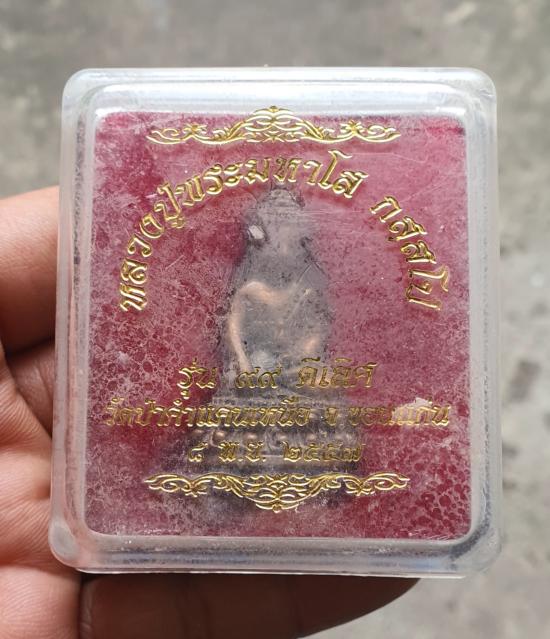 หลวงปู่พระมหาโส กสฺสโป
รุ่น ๙๙ ดีเลิศ
วัดป่าคำแคนเหนือ จ.ขอนแก่น
๘ พ.ย. ๒๕๕๗